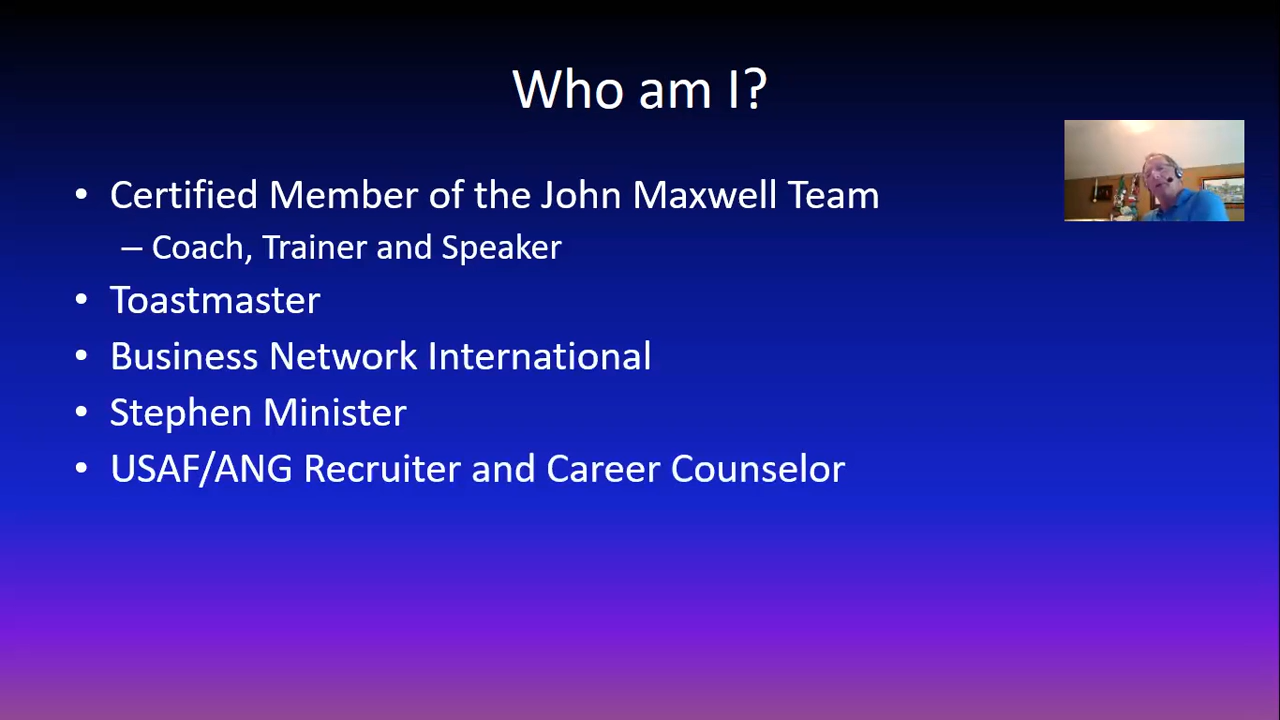 Who am I?
• Certified Member of the John Maxwell Team
– Coach, Trainer and Speaker
• Toastmaster
• Business Network International
• Stephen Minister
• USAF/ANG Recruiter and Career Counselor